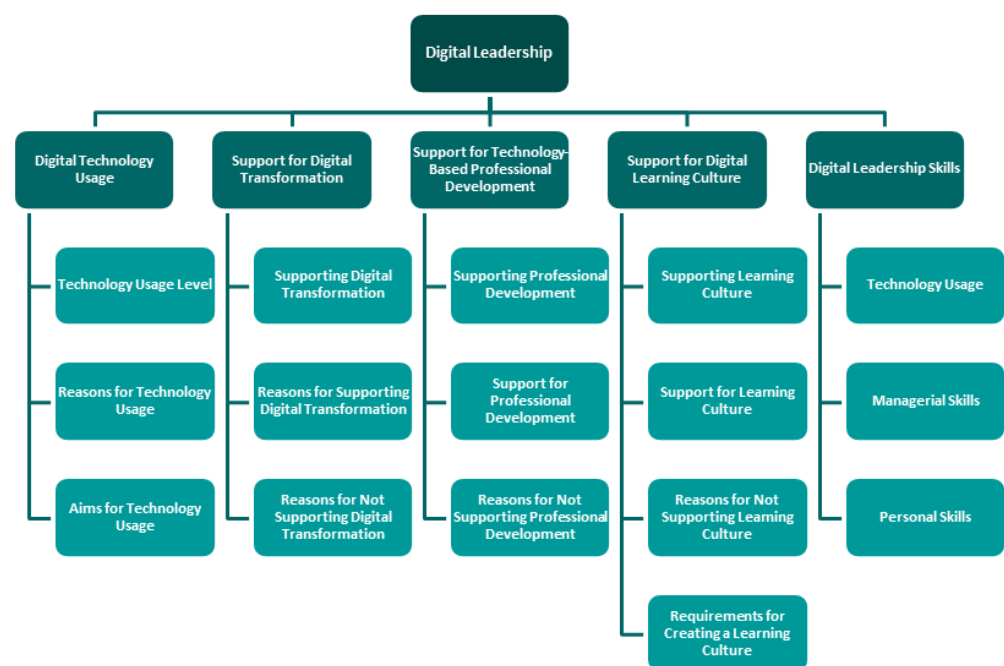 Digital Leadership
Digital Technology
Usage
Support for Digital
Transformation
Support for Technology-
Based Professional
Development
Support for Digital
Learning Culture
Digital Leadership Skills
Technology Usage Level
Supporting Digital
Transformation
Supporting Professional
Development
Supporting Learning
Culture
Technology Usage
Reasons for Technology
Usage
Reasons for Supporting
Digital Transformation
Support for
Professional
Development
Support for Learning
Culture
Managerial Skills
Aims for Technology
Usage
Reasons for Not
Supporting Digital
Transformation
Reasons for Not
Supporting Professional
Development
Reasons for Not
Supporting Learning
Culture
Personal Skills
Requirements for
Creating a Learning
Culture